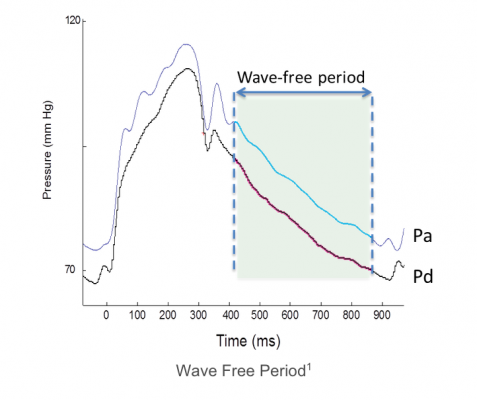 120
Wave-free period
Pressure (mm Hg)
Pa
70
Pd
0 100 200 300 400 500 600 700 800 900
Time (ms)
Wave Free Period¹